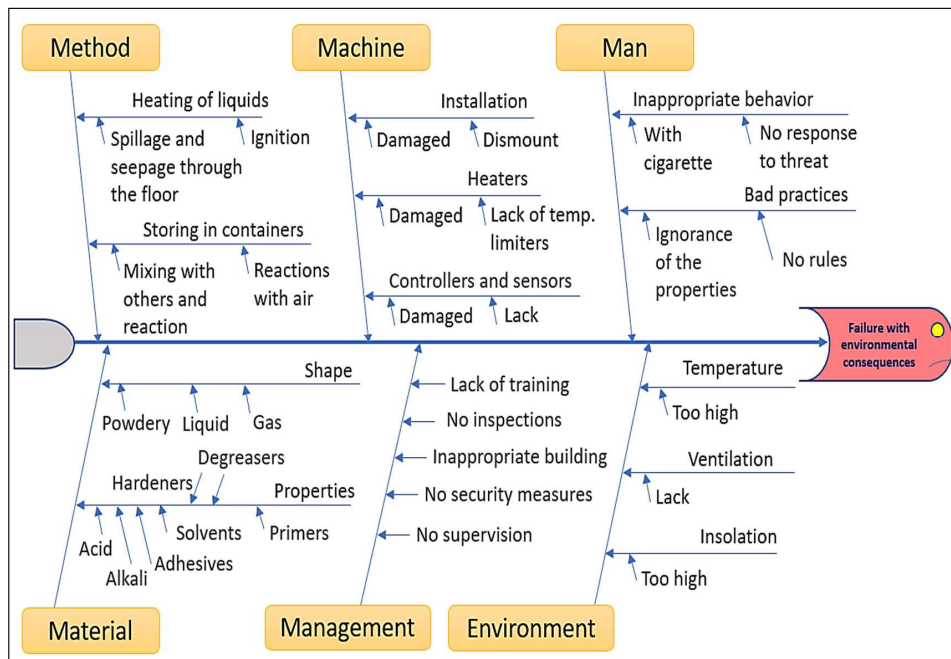 Method
Machine
Man
Heating of liquids
Spillage and
seepage through
the floor
Ignition
Storing in containers
Mixing with
others and
reaction
Reactions
with air
Installation
Damaged
Dismount
Heaters
Damaged
Lack of temp.
limiters
Controllers and sensors
Damaged
Lack
Inappropriate behavior
With
cigarette
No response
to threat
Bad practices
Ignorance
of the
properties
No rules
Failure with
environmental
consequences
Shape
Powdery
Liquid
Gas
Degreasers
Hardeners
Properties
Acid
Alkali
Adhesives
Solvents
Primers
Lack of training
No inspections
Inappropriate building
No security measures
No supervision
Temperature
Too high
Ventilation
Lack
Insolation
Too high
Material
Management
Environment